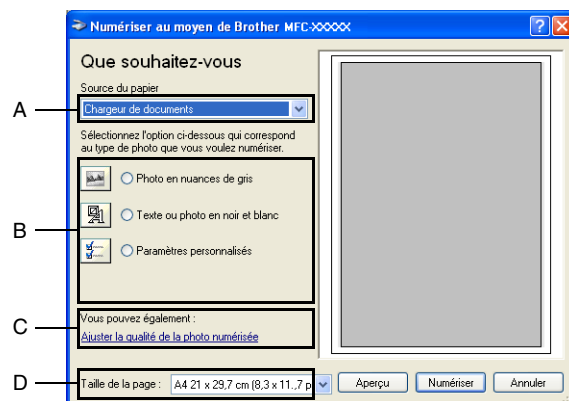 Numériser au moyen de Brother MFC-XXXXX
Que souhaitez-vous
Source du papier
A
Chargeur de documents
Sélectionnez l'option ci-dessous qui correspond
au type de photo que vous voulez numériser.
Photo en nuances de gris
B
Texte ou photo en noir et blanc
Paramètres personnalisés
C
Vous pouvez également :
Ajuster la qualité de la photo numérisée
D
Taille de la page : A4 21 x 29,7 cm (8,3 x 11,,7 p
Aperçu Numériser Annuler